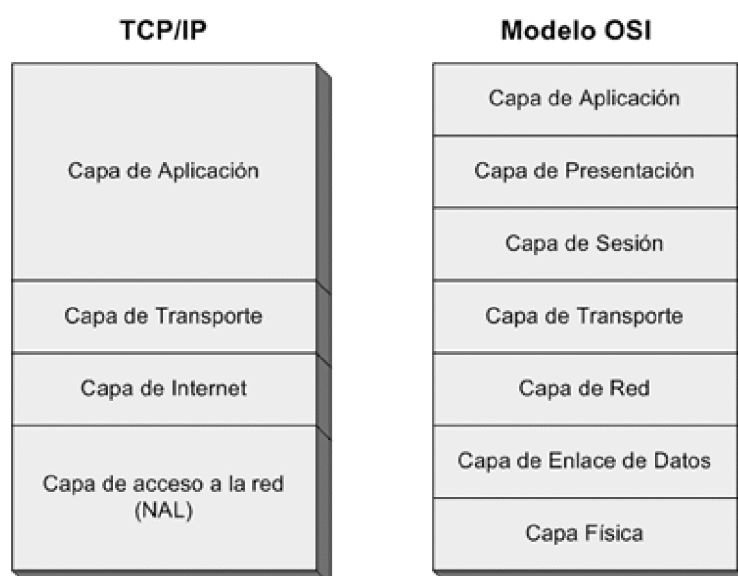 TCP/IP
Capa de Aplicación
Capa de Transporte
Capa de Internet
Capa de acceso a la red
(NAL)
Modelo OSI
Capa de Aplicación
Capa de Presentación
Capa de Sesión
Capa de Transporte
Capa de Red
Capa de Enlace de Datos
Capa Física